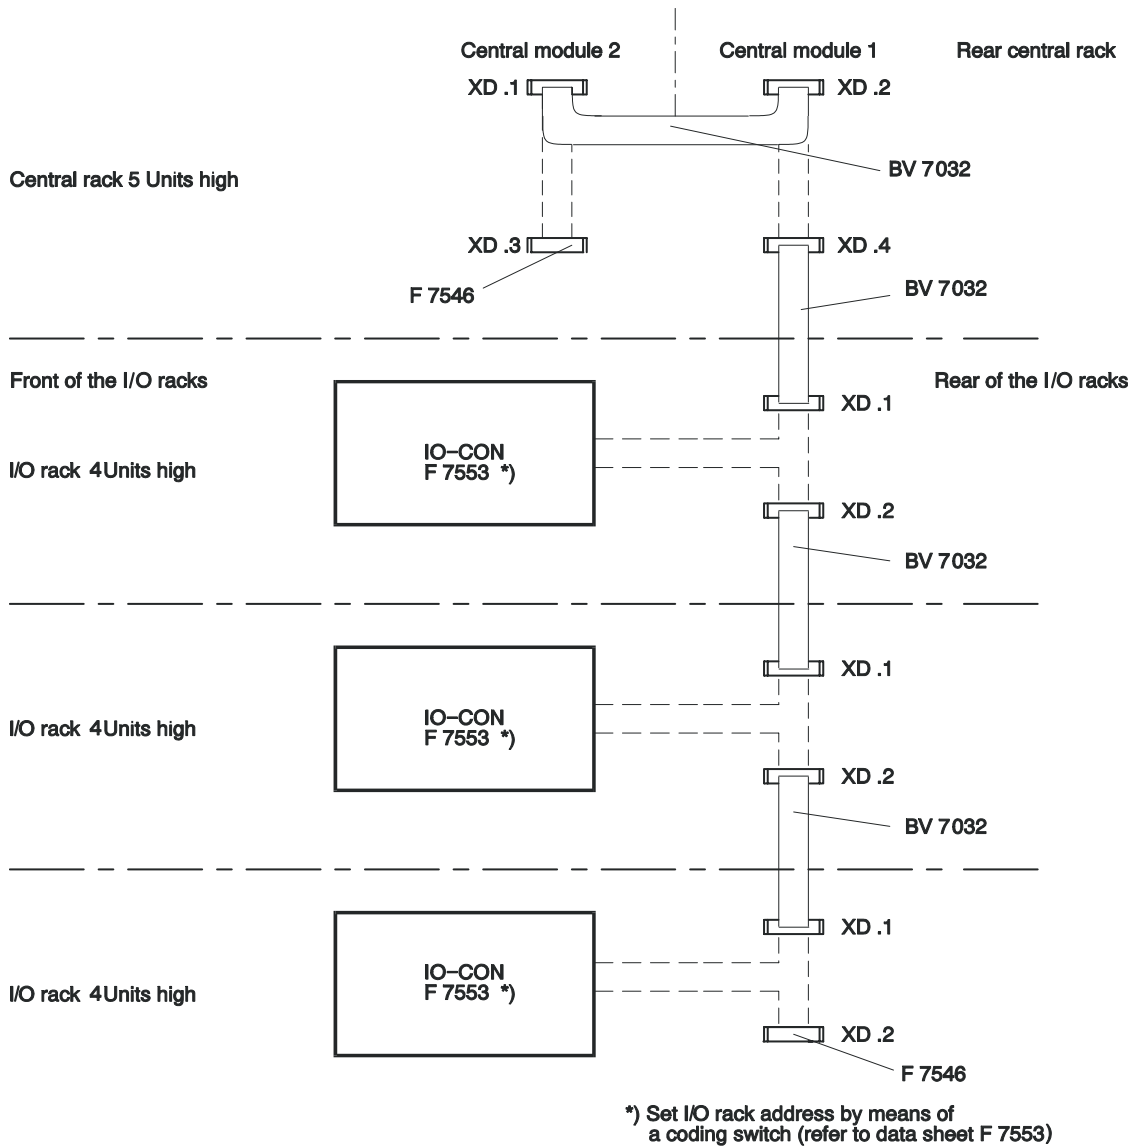 Central module 2
Central module 1
Rear central rack
XD .1
XD .2
BV 7032
Central rack 5 Units high
XD .3
XD .4
F 7546
BV 7032
Front of the I/O racks
Rear of the I/O racks
XD .1
IO-CON
F 7553 *)
I/O rack 4Units high
XD .2
BV 7032
XD .1
IO-CON
F 7553 *)
I/O rack 4Units high
XD .2
BV 7032
XD .1
IO-CON
F 7553 *)
I/O rack 4Units high
XD .2
F 7546
*) Set I/O rack address by means of
a coding switch (refer to data sheet F 7553)